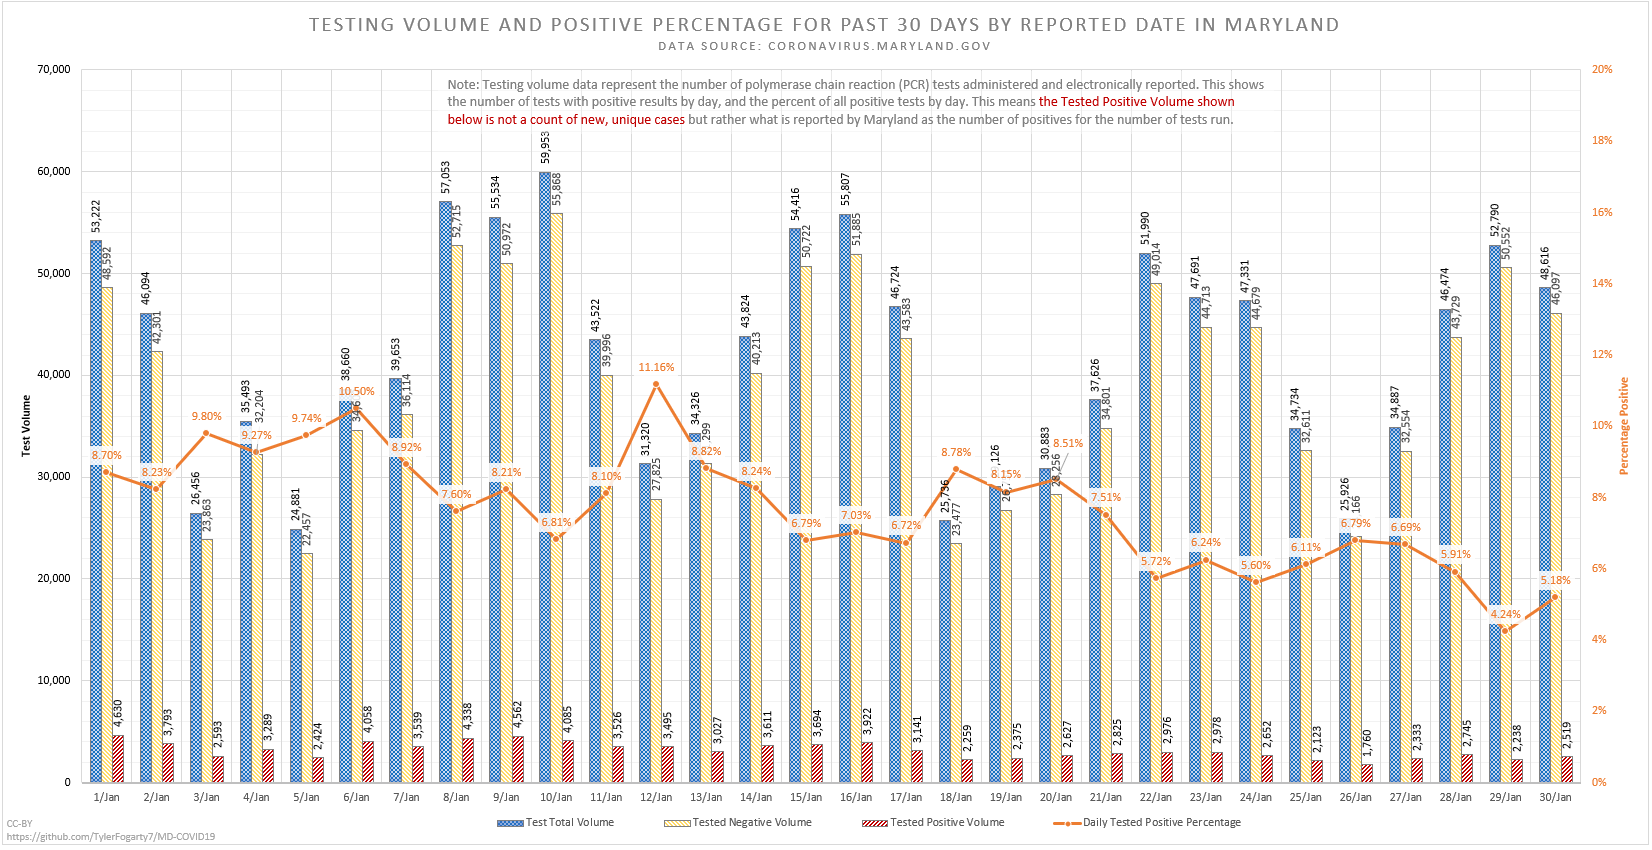 TESTING VOLUME AND POSITIVE PERCENTAGE FOR PAST 30 DAYS BY REPORTED DATE IN MARYLAND
DATA SOURCE: CORONAVIRUS.MARYLAND.GOV
Note: Testing volume data represent the number of polymerase chain reaction (PCR) tests administered and electronically reported. This shows
the number of tests with positive results by day, and the percent of all positive tests by day. This means the Tested Positive Volume shown
below is not a count of new, unique cases but rather what is reported by Maryland as the number of positives for the number of tests run.
Test Volume
70,000
60,000
50,000
40,000
30,000
20,000
10,000
0
20%
18%
16%
14%
12%
10%
8%
6%
4%
2%
0%
Percentage Positive
53,222 48,592 8.70% 4,630
46,094 42,301 8.23% 3,793
26,456 23,863 9.80% 2,593
35,493 32,204 9.27% 3,289
24,881 22,457 9.74% 2,424
38,660 10.50% 4,058
39,653 36,114 8.92% 3,539
57,053 52,715 7.60% 4,338
55,534 50,972 8.21% 4,562
59,953 55,868 6.81% 4,085
43,522 39,996 8.10% 3,526
31,320 27,825 11.16% 3,495
34,326 8.82% 3,027
43,824 40,213 8.24% 3,611
54,416 50,722 6.79% 3,694
55,807 51,885 7.03% 3,922
46,724 43,583 6.72% 3,141
25,736 23,477 8.78% 2,259
8.15% 2,375
30,883 28,256 8.51% 2,627
37,626 34,801 7.51% 2,825
51,990 49,014 5.72% 2,976
47,691 44,713 6.24% 2,978
47,331 44,679 5.60% 2,652
34,734 32,611 6.11% 2,123
25,926 6.79% 1,760
34,887 32,554 6.69% 2,333
46,474 43,729 5.91% 2,745
52,790 50,552 4.24% 2,238
48,616 46,097 5.18% 2,519
1/Jan 2/Jan 3/Jan 4/Jan 5/Jan 6/Jan 7/Jan 8/Jan 9/Jan 10/Jan 11/Jan 12/Jan 13/Jan 14/Jan 15/Jan 16/Jan 17/Jan 18/Jan 19/Jan 20/Jan 21/Jan 22/Jan 23/Jan 24/Jan 25/Jan 26/Jan 27/Jan 28/Jan 29/Jan 30/Jan
Test Total Volume Tested Negative Volume Tested Positive Volume Daily Tested Positive Percentage
CC-BY
https://github.com/TylerFogarty7/MD-COVID19